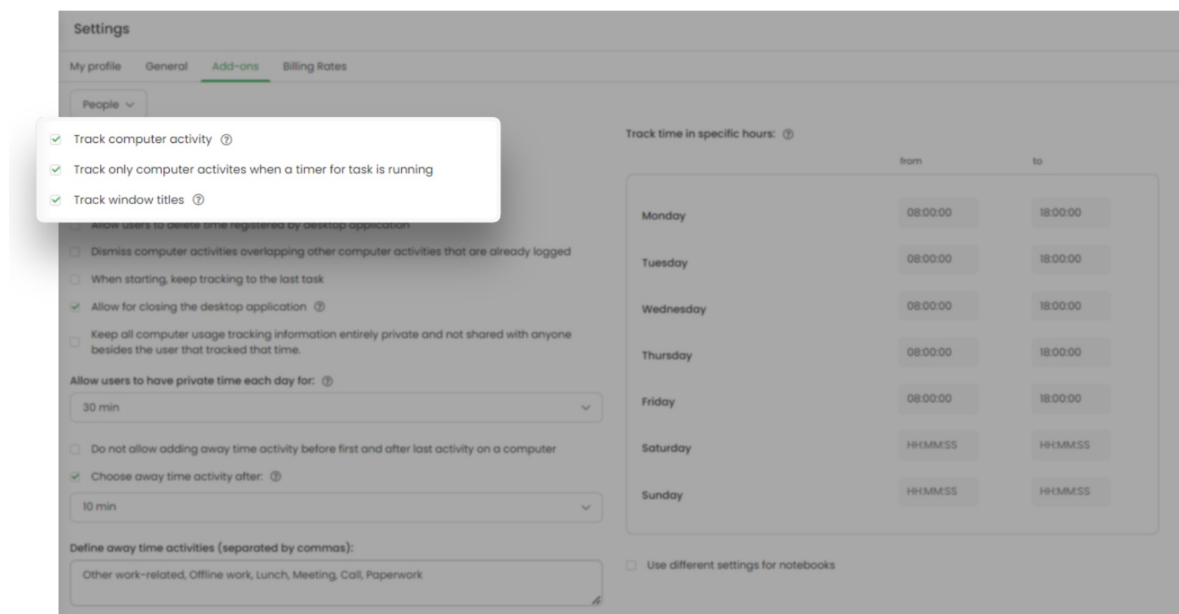 Settings
My profile General Add-ons Billing Rates
People
Track computer activity
Track only computer activites when a timer for task is running
Track window titles
Allow users to delete time registered by desktop application
Dismiss computer activities overlapping other computer activities that are already logged
When starting, keep tracking to the last task
Allow for closing the desktop application
Keep all computer usage tracking information entirely private and not shared with anyone
besides the user that tracked that time.
Allow users to have private time each day for:
30 min
Do not allow adding away time activity before first and after last activity on a computer
Choose away time activity after:
10 min
Define away time activities (separated by commas):
Other work-related, Offline work, Lunch, Meeting, Call, Paperwork
Track time in specific hours:
from to
Monday 08:00:00 18:00:00
Tuesday 08:00:00 18:00:00
Wednesday 08:00:00 18:00:00
Thursday 08:00:00 18:00:00
Friday 08:00:00 18:00:00
Saturday HH:MM:SS HH:MM:SS
Sunday HH:MM:SS HH:MM:SS
Use different settings for notebooks